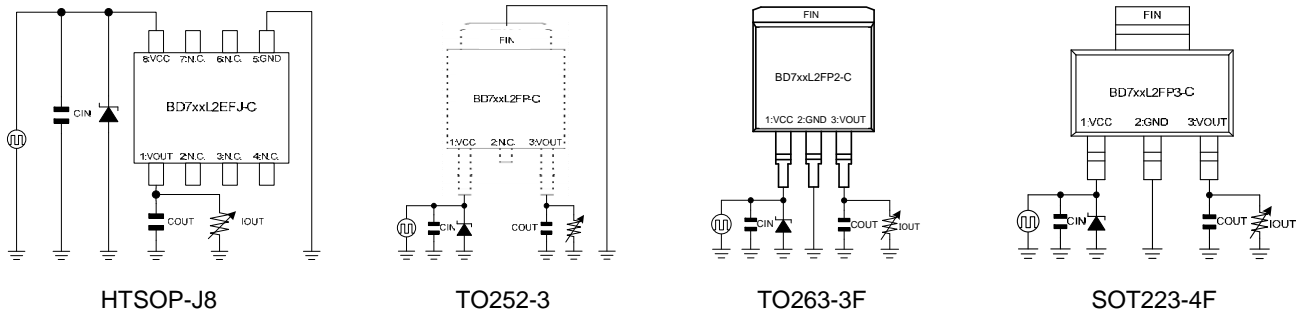 8:VCC 7:N.C. 6:N.C. 5:GND
BD7xxL2EFJ-C
1:VOUT 2:N.C. 3:N.C. 4:N.C.
CIN
COUT
IOUT
HTSOP-J8
FIN
BD7xxL2FP-C
1:VCC 2:N.C. 3:VOUT
CIN
COUT
TO252-3
FIN
BD7xxL2FP2-C
1:VCC 2:GND 3:VOUT
CIN
COUT
IOUT
TO263-3F
FIN
BD7xxL2FP3-C
1:VCC 2:GND 3:VOUT
CIN
COUT
IOUT
SOT223-4F